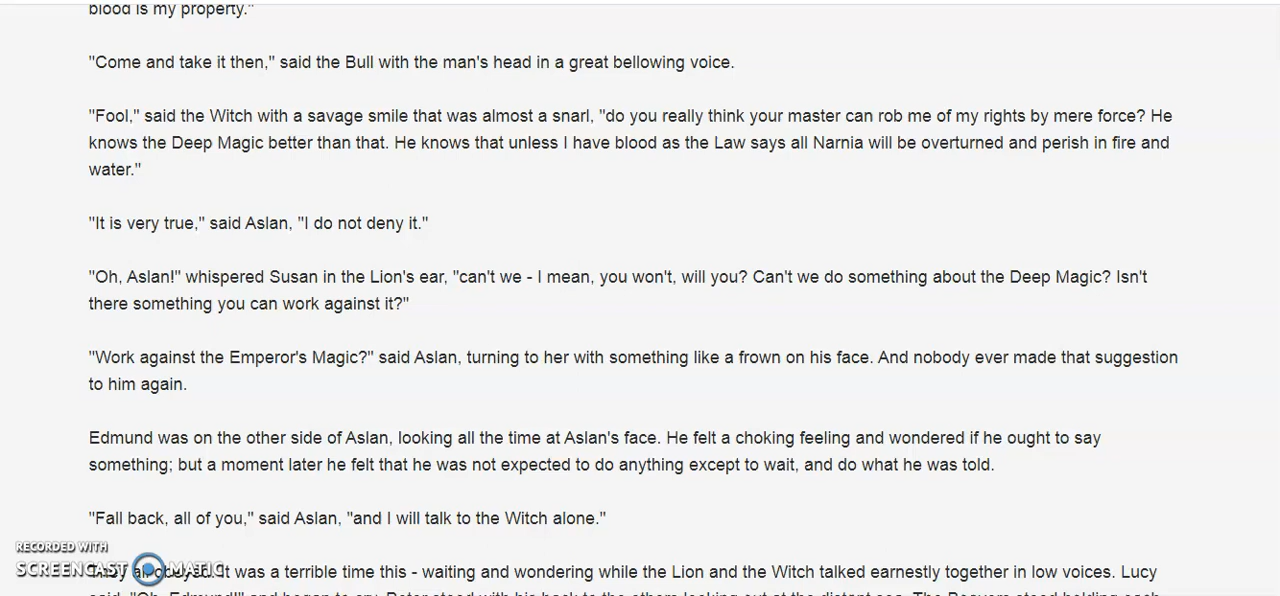 blood is my property."
"Come and take it then," said the Bull with the man's head in a great bellowing voice.
"Fool," said the Witch with a savage smile that was almost a snarl, "do you really think your master can rob me of my rights by mere force? He
knows the Deep Magic better than that. He knows that unless I have blood as the Law says all Narnia will be overturned and perish in fire and
water."
"It is very true," said Aslan, "I do not deny it."
"Oh, Aslan!" whispered Susan in the Lion's ear, "can't we - I mean, you won't, will you? Can't we do something about the Deep Magic? Isn't
there something you can work against it?"
"Work against the Emperor's Magic?" said Aslan, turning to her with something like a frown on his face. And nobody ever made that suggestion
to him again.
Edmund was on the other side of Aslan, looking all the time at Aslan's face. He felt a choking feeling and wondered if he ought to say
something; but a moment later he felt that he was not expected to do anything except to wait, and do what he was told.
"Fall back, all of you," said Aslan, "and I will talk to the Witch alone."
RECORDED WITH
SCREENCAST MATIC
It was a terrible time this - waiting and wondering while the Lion and the Witch talked earnestly together in low voices. Lucy